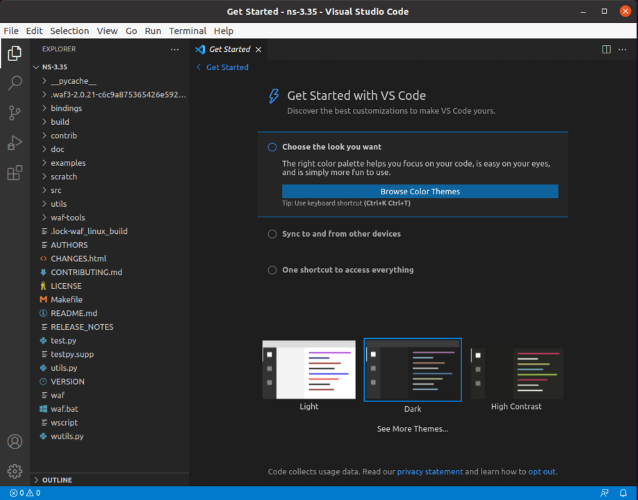 Get Started - ns-3.35 - Visual Studio Code
File Edit Selection View Go Run Terminal Help
EXPLORER
Get Started
NS-3.35
Get Started
__pycache__
.waf3-2.0.21-c6c9a875365426e592...
bindings
build
contrib
doc
examples
scratch
src
utils
waf-tools
.lock-waf_linux_build
AUTHORS
CHANGES.html
CONTRIBUTING.md
LICENSE
Makefile
README.md
RELEASE_NOTES
test.py
testpy.supp
utils.py
VERSION
waf
waf.bat
wscript
wutils.py
OUTLINE
Get Started with VS Code
Discover the best customizations to make VS Code yours.
Choose the look you want
The right color palette helps you focus on your code, is easy on your eyes,
and is simply more fun to use.
Browse Color Themes
Tip: Use keyboard shortcut (Ctrl+K Ctrl+T)
Sync to and from other devices
One shortcut to access everything
Light
Dark
High Contrast
See More Themes...
Code collects usage data. Read our privacy statement and learn how to opt out.
0 0